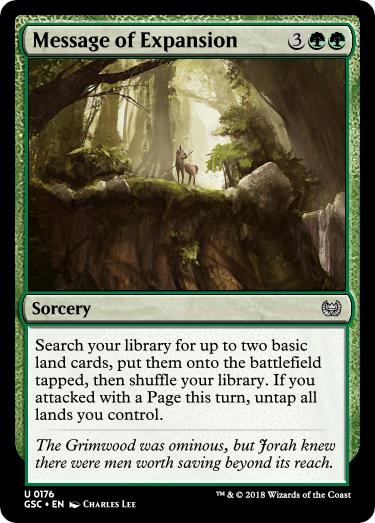 Message of Expansion 3
Sorcery
Search your library for up to two basic
land cards, put them onto the battlefield
tapped, then shuffle your library. If you
attacked with a Page this turn, untap all
lands you control.
The Grimwood was ominous, but Jorah knew
there were men worth saving beyond its reach.
U 0176
GSC • EN Charles Lee
™ & © 2018 Wizards of the Coast